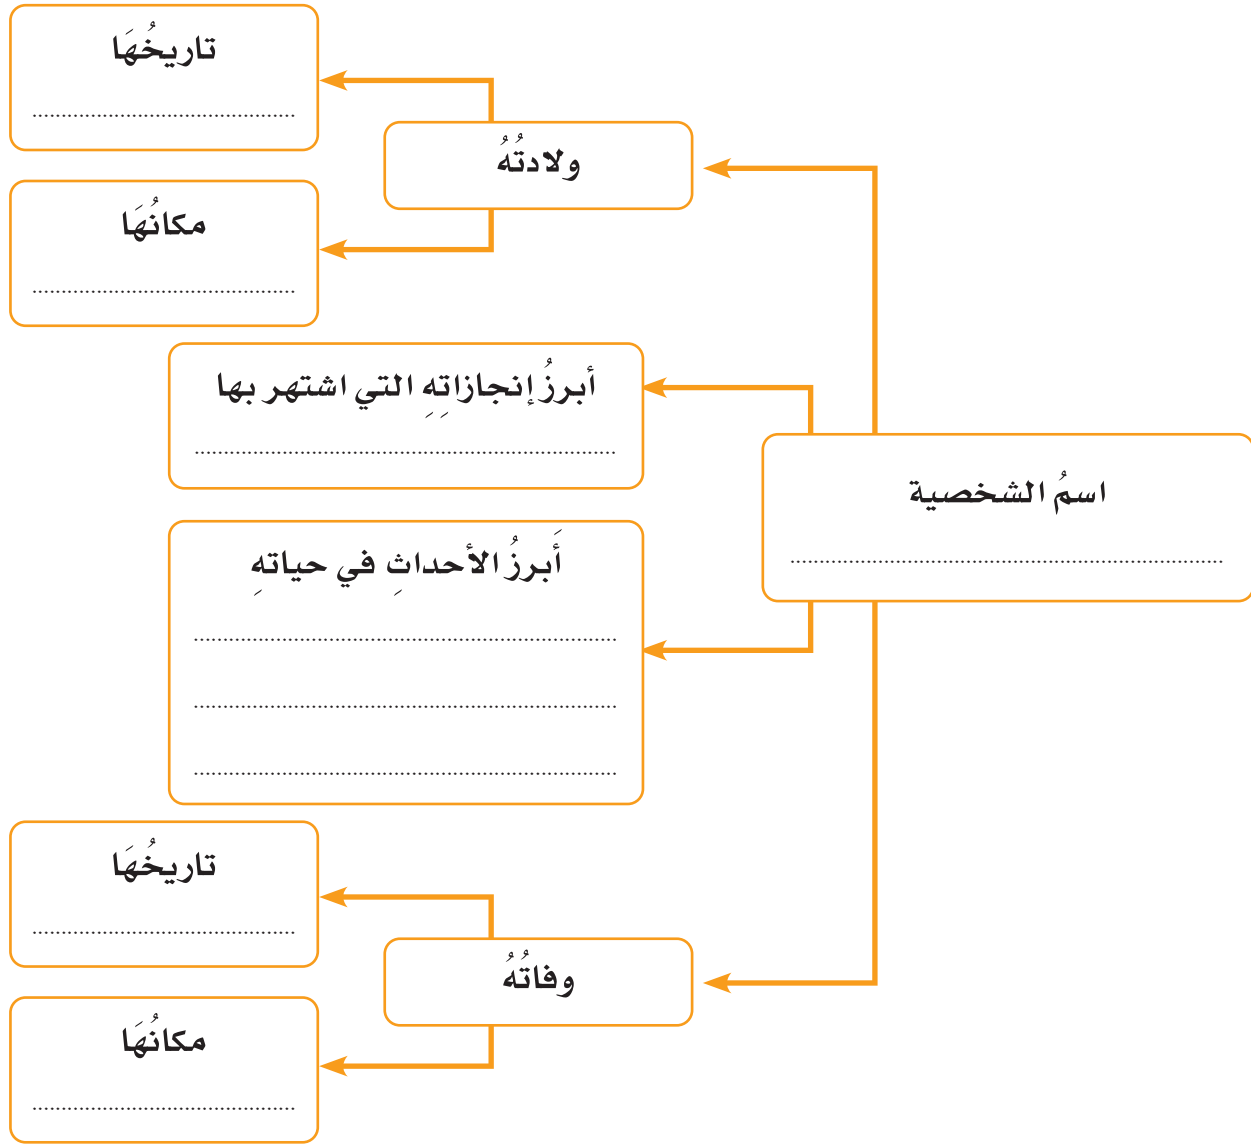 اسمُ الشخصية
ولادتُهُ
تاريخُهَا
مكانُهَا
أبرزُ إنجازاتِهِ التي اشتهر بها
أَبرزُ الأحداثِ في حياتهِ
وفاتُهُ
تاريخُهَا
مكانُهَا